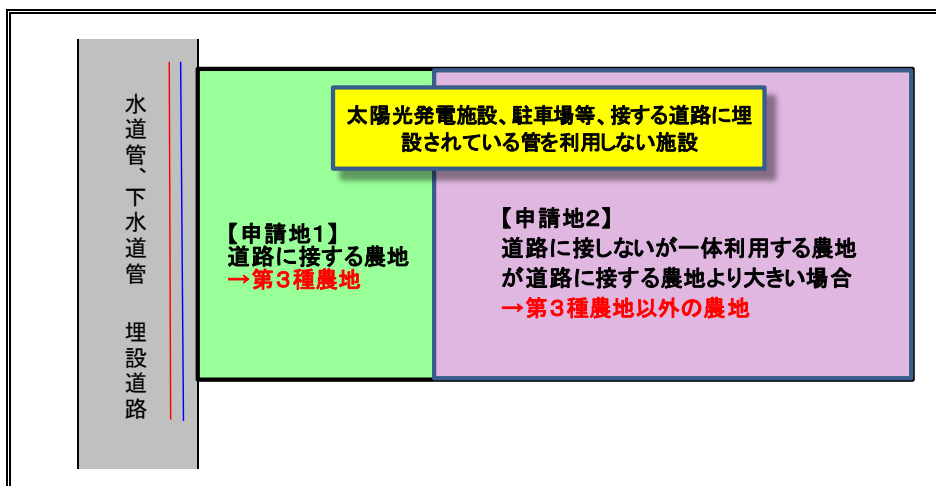 水道管、下水道管　埋設道路
太陽光発電施設、駐車場等、接する道路に埋
設されている管を利用しない施設
【申請地１】
道路に接する農地
→第３種農地
【申請地２】
道路に接しないが一体利用する農地
が道路に接する農地より大きい場合
→第３種農地以外の農地